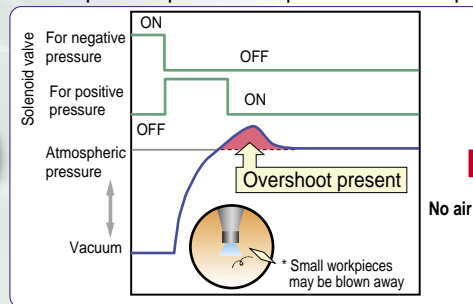 ON
Solenoid valve
For negative
pressure
OFF
For positive
pressure
ON
OFF
Atmospheric
pressure
Overshoot present
No air
Vacuum
* Small workpieces
may be blown away